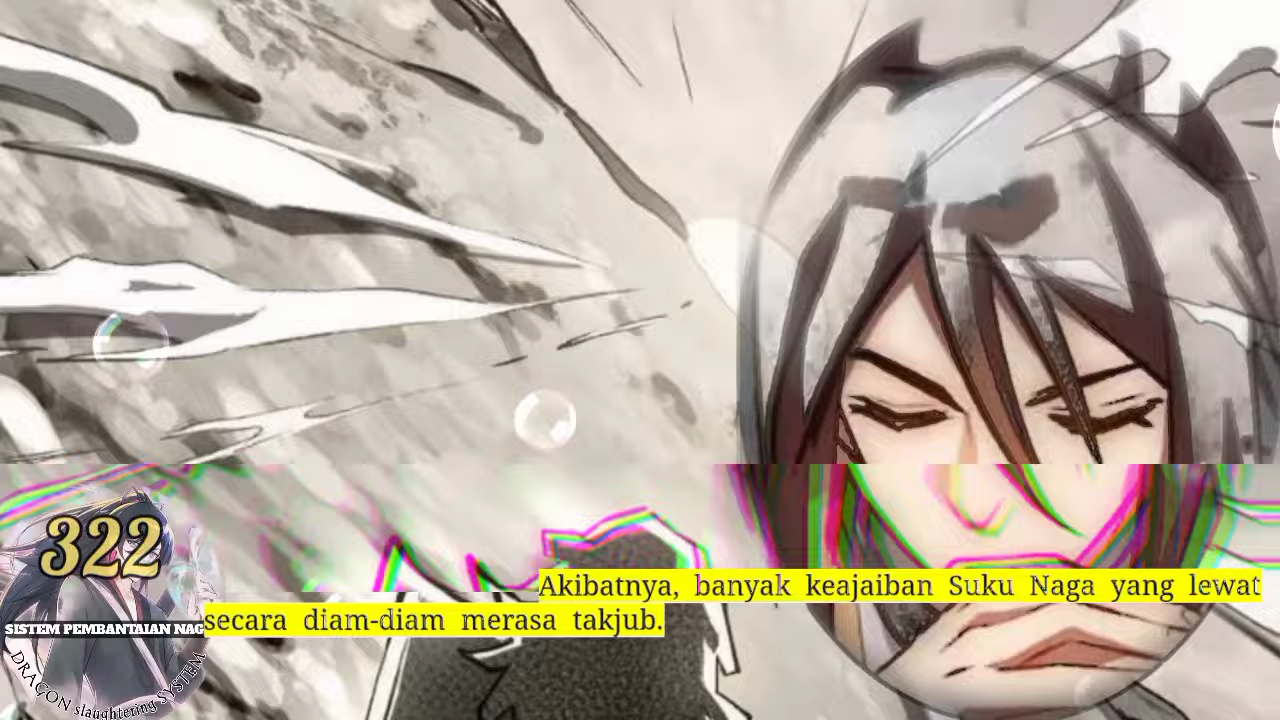 Akibatnya, banyak keajaiban Suku Naga yang lewat
secara diam-diam merasa takjub.
322
SISTEM PEMBANTAIAN NAG
DRAGON slaughtering SYSTEM